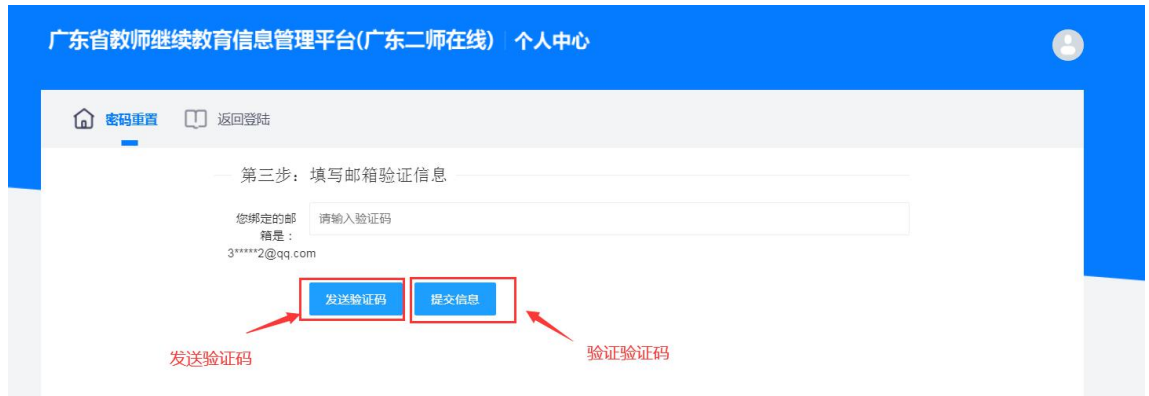 广东省教师继续教育信息管理平台(广东二师在线) 个人中心
密码重置 返回登陆
第三步：填写邮箱验证信息
您绑定的邮
箱是：
3*****2@qq.com
请输入验证码
发送验证码 提交信息
发送验证码
验证验证码